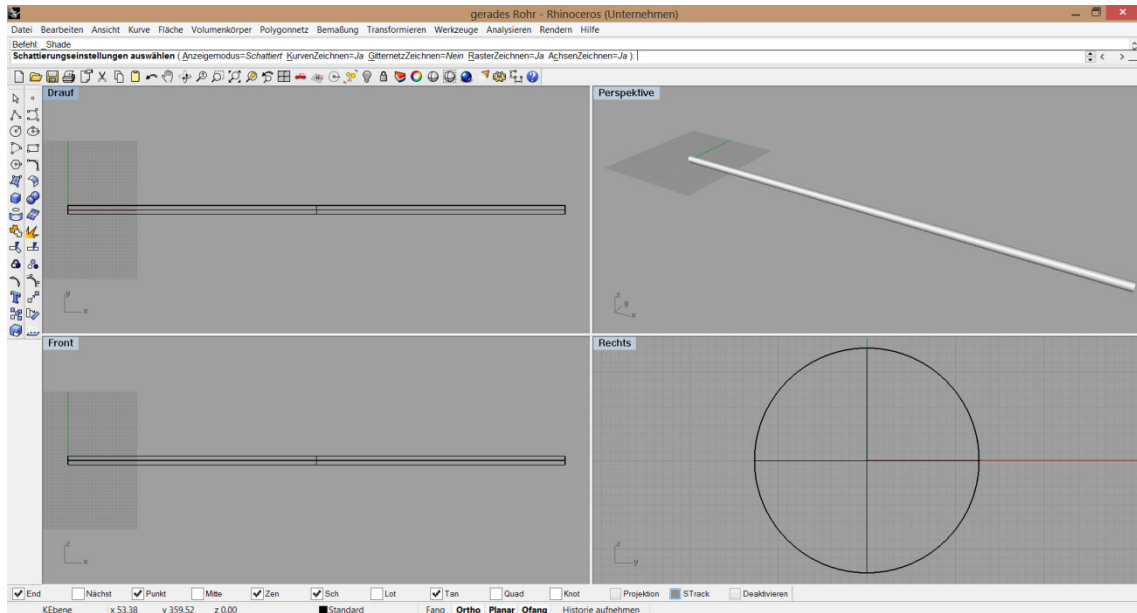 gerades Rohr - Rhinoceros (Unternehmen)
Datei Bearbeiten Ansicht Kurve Fläche Volumenkörper Polygonnetz Bemaßung Transformieren Werkzeuge Analysieren Rendern Hilfe
Befehl: _Shade
Schattierungseinstellungen auswählen ( Anzeigemodus=Schattiert KurvenZeichnen=Ja GitternetzZeichnen=Nein RasterZeichnen=Ja AchsenZeichnen=Ja ):
Drauf
Perspektive
y
x
z
y
x
Front
Rechts
z
x
z
y
End Nächst Punkt Mitte Zen Sch Lot Tan Quad Knot Projektion STrack Deaktivieren
KEbene x 53.38 y 359.52 z 0.00 Standard Fang Ortho Planar Ofang Historie aufnehmen